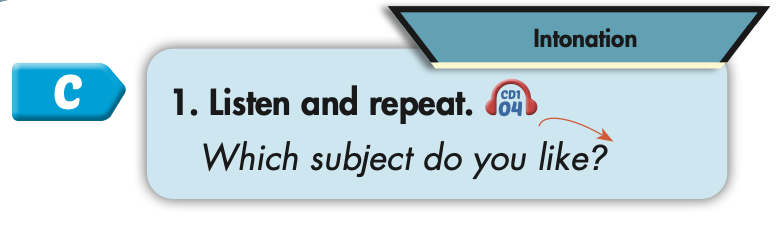 Intonation
C
1. Listen and repeat. CD1 04
Which subject do you like?